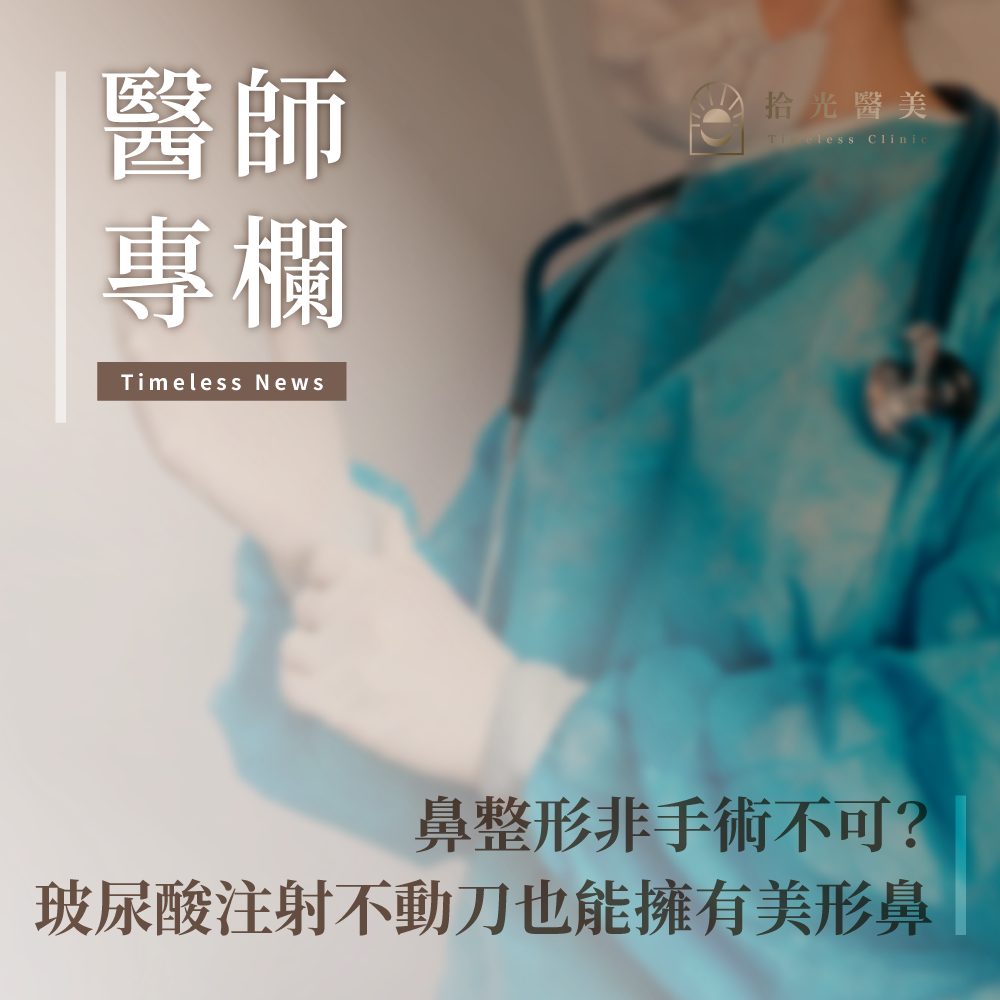 醫師
專欄
Timeless News
拾光醫美
Timeless Clinic
鼻整形非手術不可？
玻尿酸注射不動刀也能擁有美形鼻